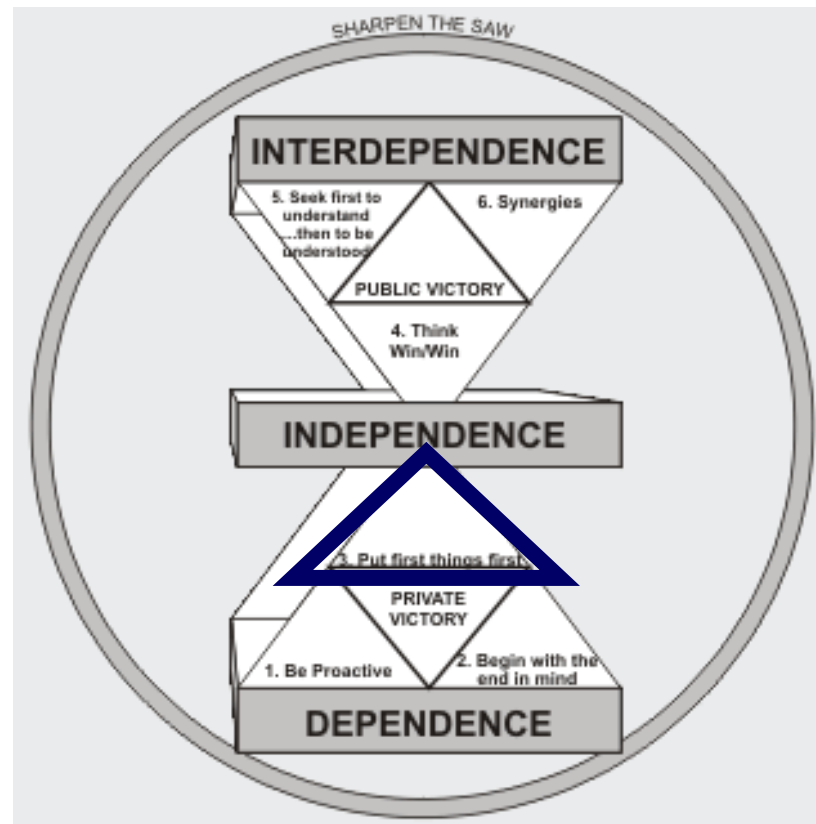 SHARPEN THE SAW
INTERDEPENDENCE
5. Seek first to
understand
...then to be
understood
6. Synergies
PUBLIC VICTORY
4. Think
Win/Win
INDEPENDENCE
3. Put first things first
PRIVATE
VICTORY
1. Be Proactive
2. Begin with the
end in mind
DEPENDENCE